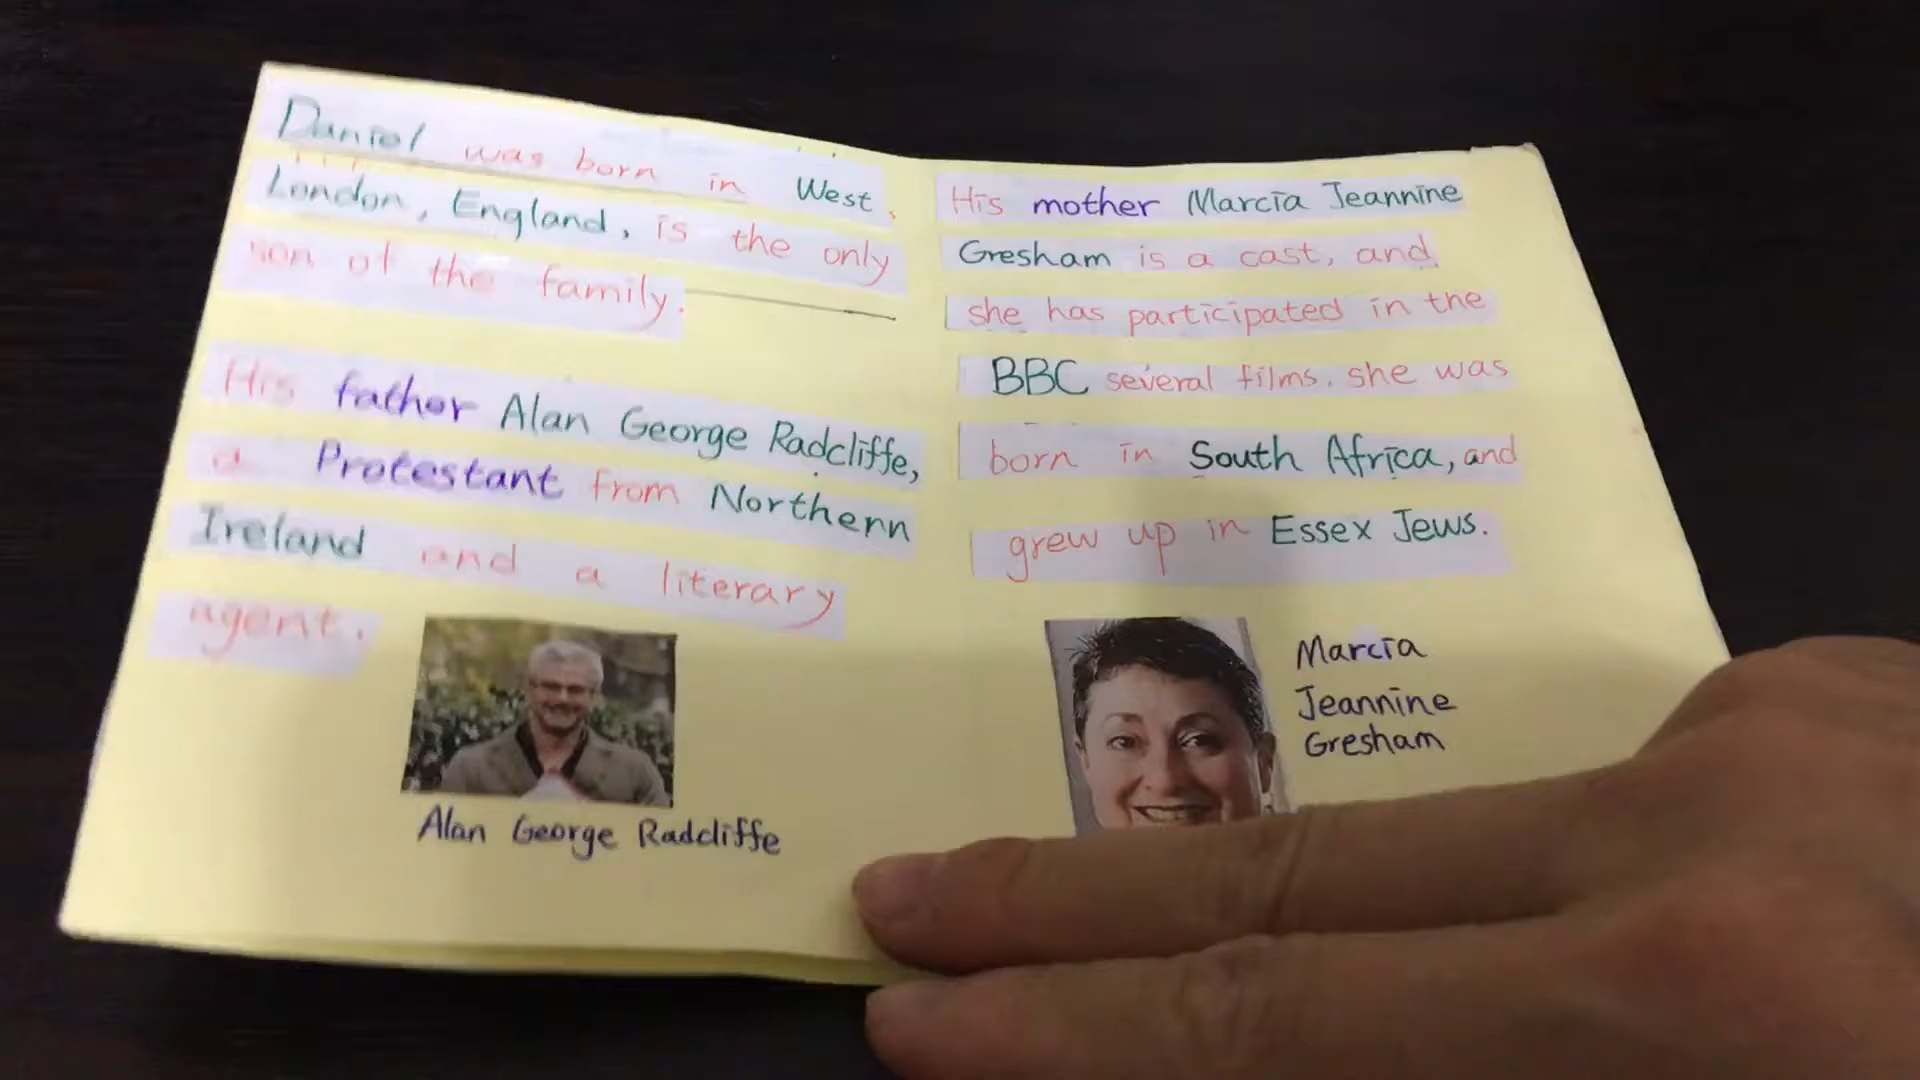 Daniel was born in West
London, England, is the only
son of the family.
His father Alan George Radcliffe,
a Protestant from Northern
Ireland and a literary
agent.
Alan George Radcliffe
His mother Marcia Jeannine
Gresham is a cast, and
she has participated in the
BBC several films. she was
born in South Africa, and
grew up in Essex Jews.
Marcia
Jeannine
Gresham